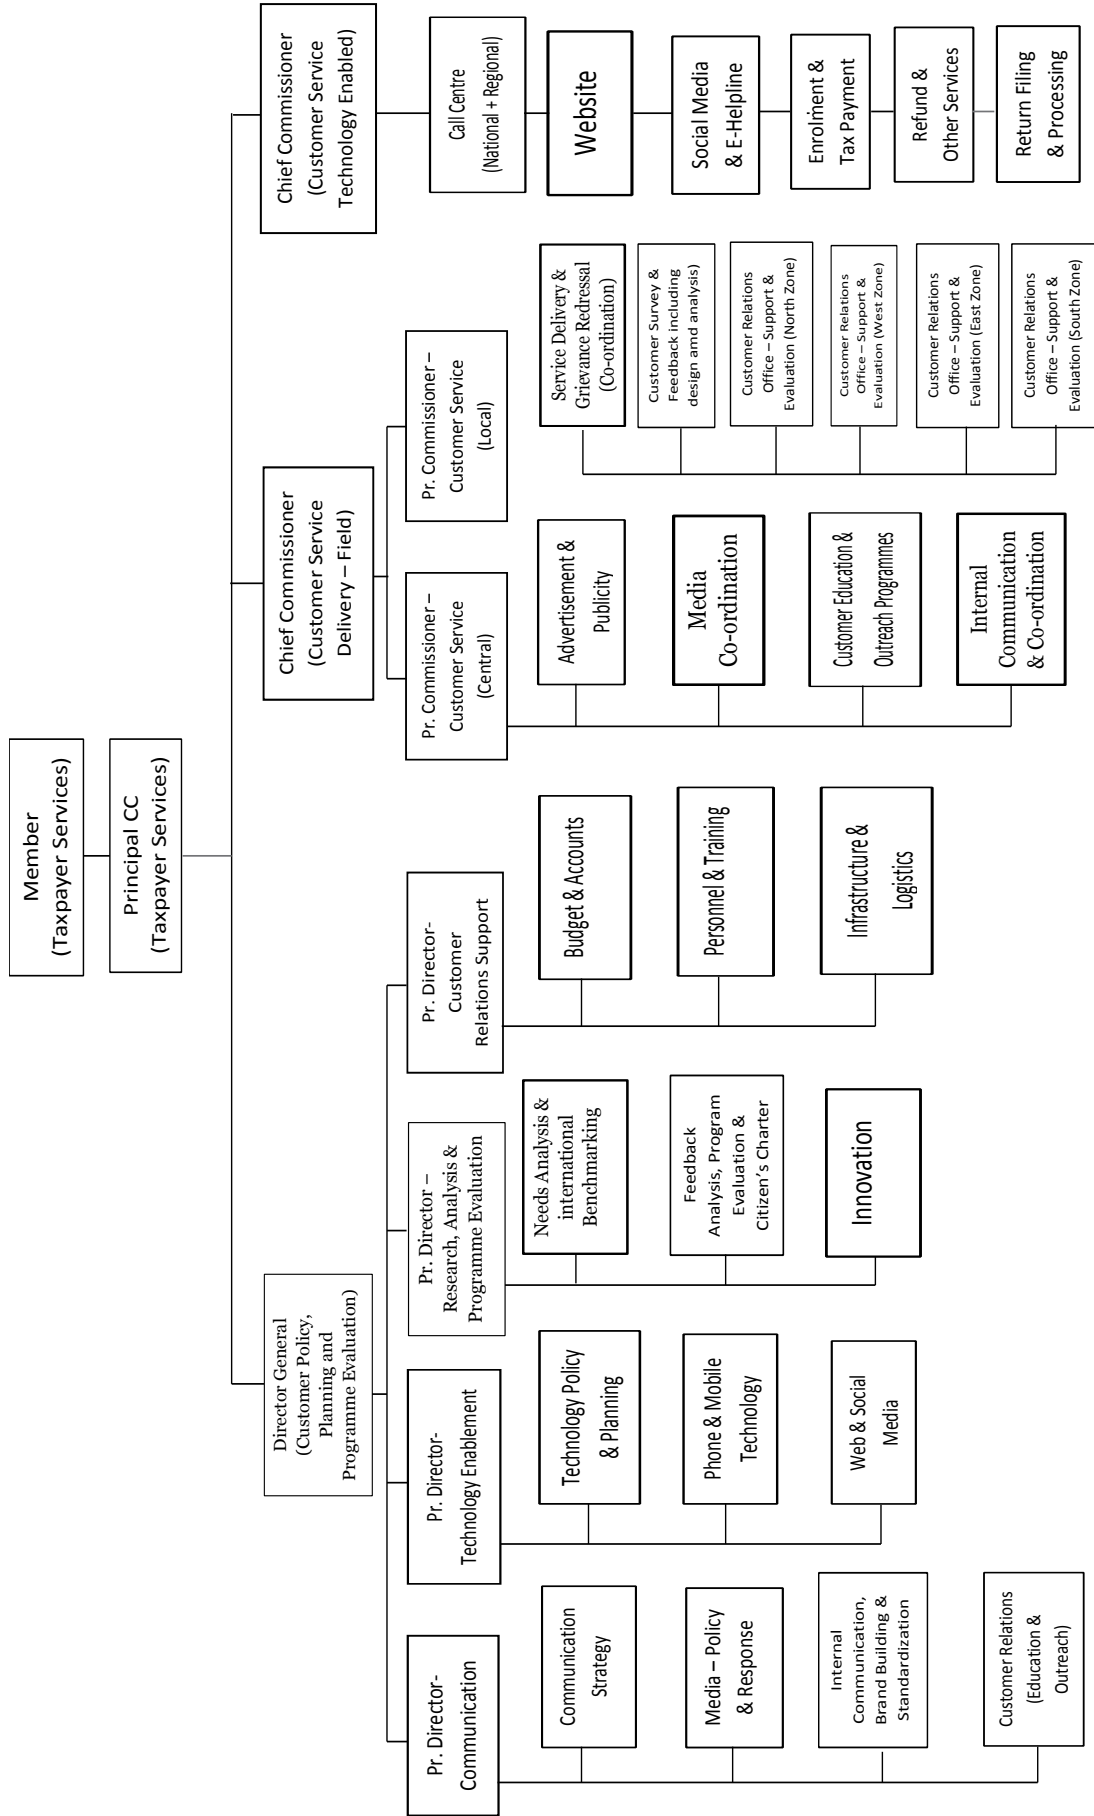 Member
(Taxpayer Services)
Principal CC
(Taxpayer Services)
Director General
(Customer Policy,
Planning and
Programme Evaluation)
Chief Commissioner
(Customer Service
Delivery – Field)
Chief Commissioner
(Customer Service
Technology Enabled)
Pr. Director-
Communication
Pr. Director-
Technology Enablement
Pr. Director –
Research, Analysis &
Programme Evaluation
Pr. Director-
Customer
Relations Support
Pr. Commissioner –
Customer Service
(Central)
Pr. Commissioner –
Customer Service
(Local)
Communication
Strategy
Media – Policy
& Response
Internal
Communication,
Brand Building &
Standardization
Customer Relations
(Education &
Outreach)
Technology Policy
& Planning
Phone & Mobile
Technology
Web & Social
Media
Needs Analysis &
international
Benchmarking
Feedback
Analysis, Program
Evaluation &
Citizen's Charter
Innovation
Budget & Accounts
Personnel & Training
Infrastructure &
Logistics
Advertisement &
Publicity
Media
Co-ordination
Customer Education &
Outreach Programmes
Internal
Communication
& Co-ordination
Service Delivery &
Grievance Redressal
(Co-ordination)
Customer Survey &
Feedback including
design amd analysis)
Customer Relations
Office – Support &
Evaluation (North Zone)
Customer Relations
Office – Support &
Evaluation (West Zone)
Customer Relations
Office – Support &
Evaluation (East Zone)
Customer Relations
Office – Support &
Evaluation (South Zone)
Call Centre
(National + Regional)
Website
Social Media
& E-Helpline
Enrolment &
Tax Payment
Refund &
Other Services
Return Filing
& Processing